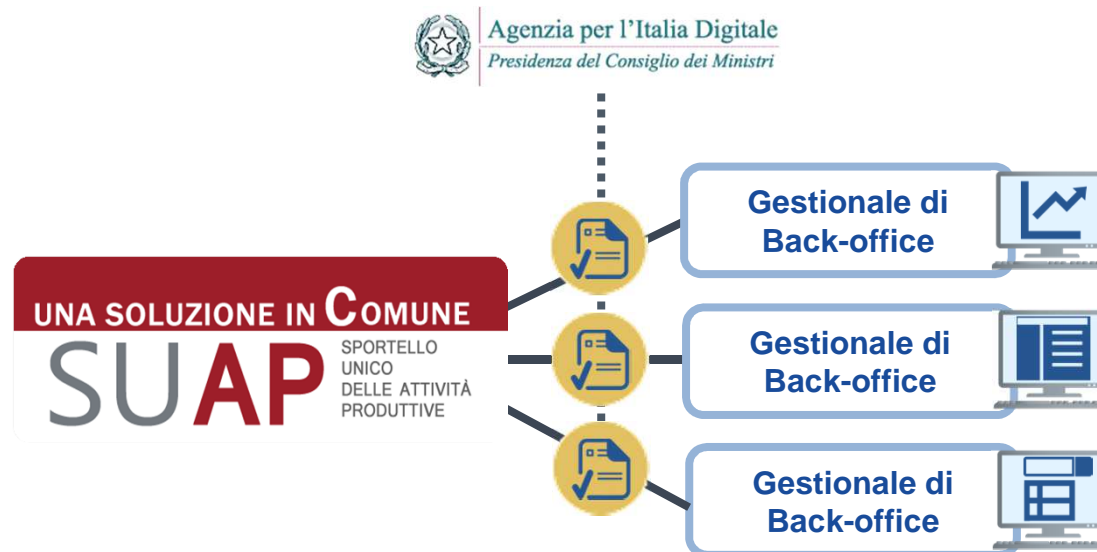 Agenzia per l'Italia Digitale
Presidenza del Consiglio dei Ministri
Gestionale di
Back-office
UNA SOLUZIONE IN COMUNE
SUAP
SPORTELLO
UNICO
DELLE ATTIVITÀ
PRODUTTIVE
Gestionale di
Back-office
Gestionale di
Back-office